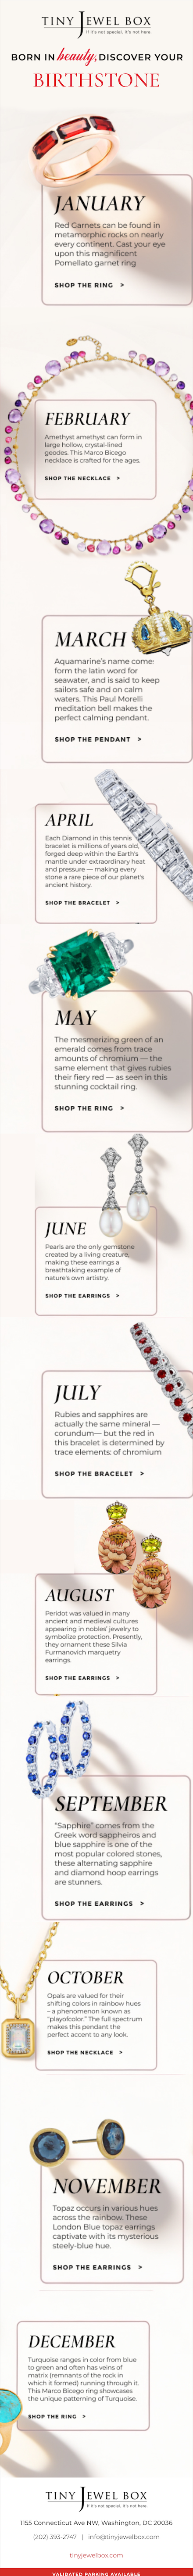 TINY JEWEL BOX
If it's not special, it's not here.
BORN IN beauty, DISCOVER YOUR
BIRTHSTONE
JANUARY
Red Garnets can be found in
metamorphic rocks on nearly
every continent. Cast your eye
upon this magnificent
Pomellato garnet ring
SHOP THE RING >
FEBRUARY
Amethyst amethyst can form in
large hollow, crystal-lined
geodes. This Marco Bicego
necklace is crafted for the ages.
SHOP THE NECKLACE >
MARCH
Aquamarine's name come
form the latin word for
seawater, and is said to keep
sailors safe and on calm
waters. This Paul Morelli
meditation bell makes the
perfect calming pendant.
SHOP THE PENDANT >
APRIL
Each Diamond in this tennis
bracelet is millions of years old,
forged deep within the Earth's
mantle under extraordinary heat
and pressure — making every
stone a rare piece of our planet's
ancient history.
SHOP THE BRACELET >
MAY
The mesmerizing green of an
emerald comes from trace
amounts of chromium — the
same element that gives rubies
their fiery red — as seen in this
stunning cocktail ring.
SHOP THE RING >
JUNE
Pearls are the only gemstone
created by a living creature,
making these earrings a
breathtaking example of
nature's own artistry.
SHOP THE EARRINGS >
JULY
Rubies and sapphires are
actually the same mineral —
corundum— but the red in
this bracelet is determined by
trace elements: of chromium
SHOP THE BRACELET >
AUGUST
Peridot was valued in many
ancient and medieval cultures
appearing in nobles' jewelry to
symbolize protection. Presently,
they ornament these Silvia
Furmanovich marquetry
earrings.
SHOP THE EARRINGS >
SEPTEMBER
"Sapphire" comes from the
Greek word sappheiros and
blue sapphire is one of the
most popular colored stones,
these alternating sapphire
and diamond hoop earrings
are stunners.
SHOP THE EARRINGS >
OCTOBER
Opals are valued for their
shifting colors in rainbow hues
– a phenomenon known as
"playofcolor." The full spectrum
makes this pendant the
perfect accent to any look.
SHOP THE NECKLACE >
NOVEMBER
Topaz occurs in various hues
across the rainbow. These
London Blue topaz earrings
captivate with its mysterious
steely-blue hue.
SHOP THE EARRINGS >
DECEMBER
Turquoise ranges in color from blue
to green and often has veins of
matrix (remnants of the rock in
which it formed) running through it.
This Marco Bicego ring showcases
the unique patterning of Turquoise.
SHOP THE RING >
TINY JEWEL BOX
If it's not special, it's not here.
1155 Connecticut Ave NW, Washington, DC 20036
(202) 393-2747 | info@tinyjewelbox.com
tinyjewelbox.com
VALIDATED PARKING AVAILABLE